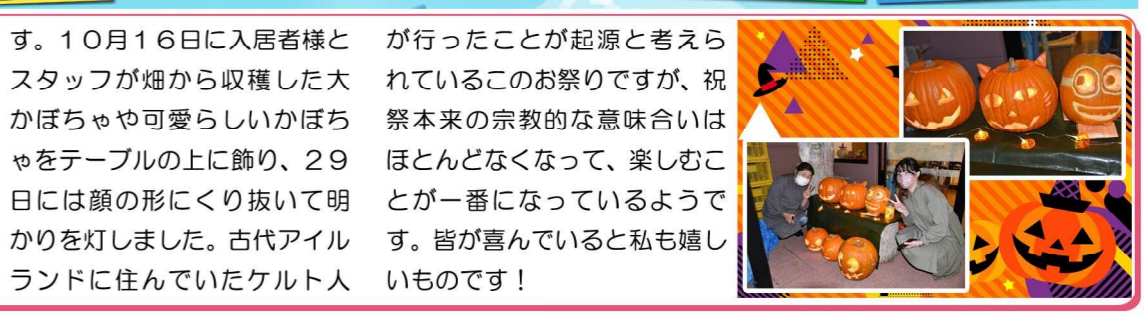 す。１０月１６日に入居者様と
スタッフが畑から収穫した大
かぼちゃや可愛らしいかぼち
ゃをテーブルの上に飾り、２９
日には顔の形にくり抜いて明
かりを灯しました。古代アイル
ランドに住んでいたケルト人
が行ったことが起源と考えら
れているこのお祭りですが、祝
祭本来の宗教的な意味合いは
ほとんどなくなって、楽しむこ
とが一番になっているようで
す。皆が喜んでいると私も嬉し
いものです！